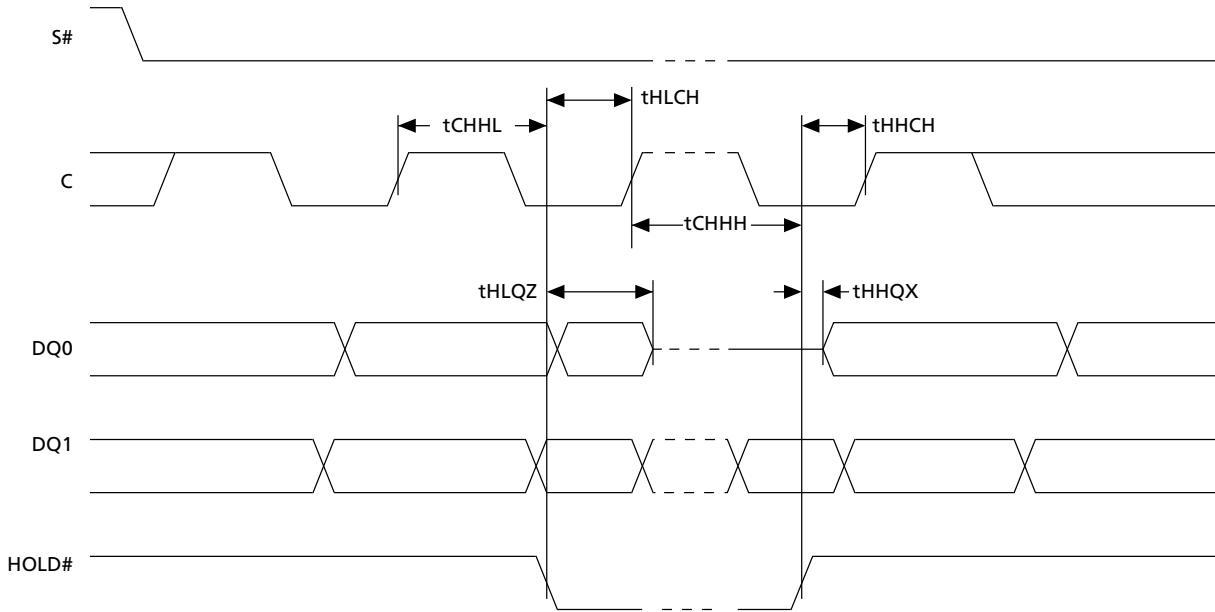 S#
tHLCH
tCHHL
tHHCH
C
tCHHH
tHLQZ
tHHQX
DQ0
DQ1
HOLD#